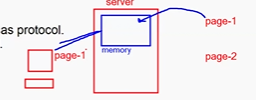 server
as protocol.
page-1
page-1
memory
page-2